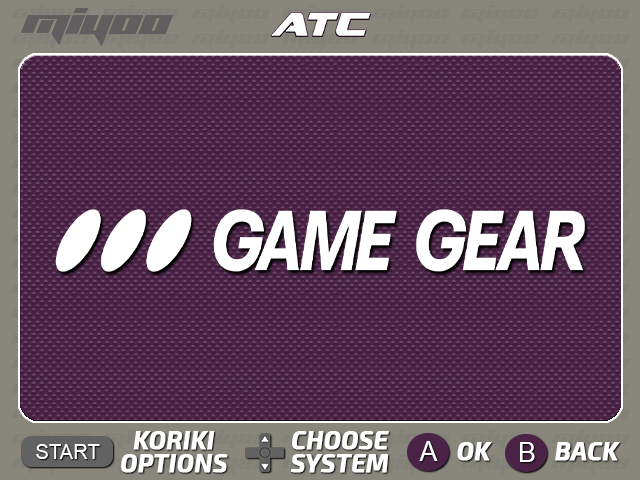 miyoo
ATC
GAME GEAR
START
KORIKI
OPTIONS
CHOOSE
SYSTEM
A OK
B BACK